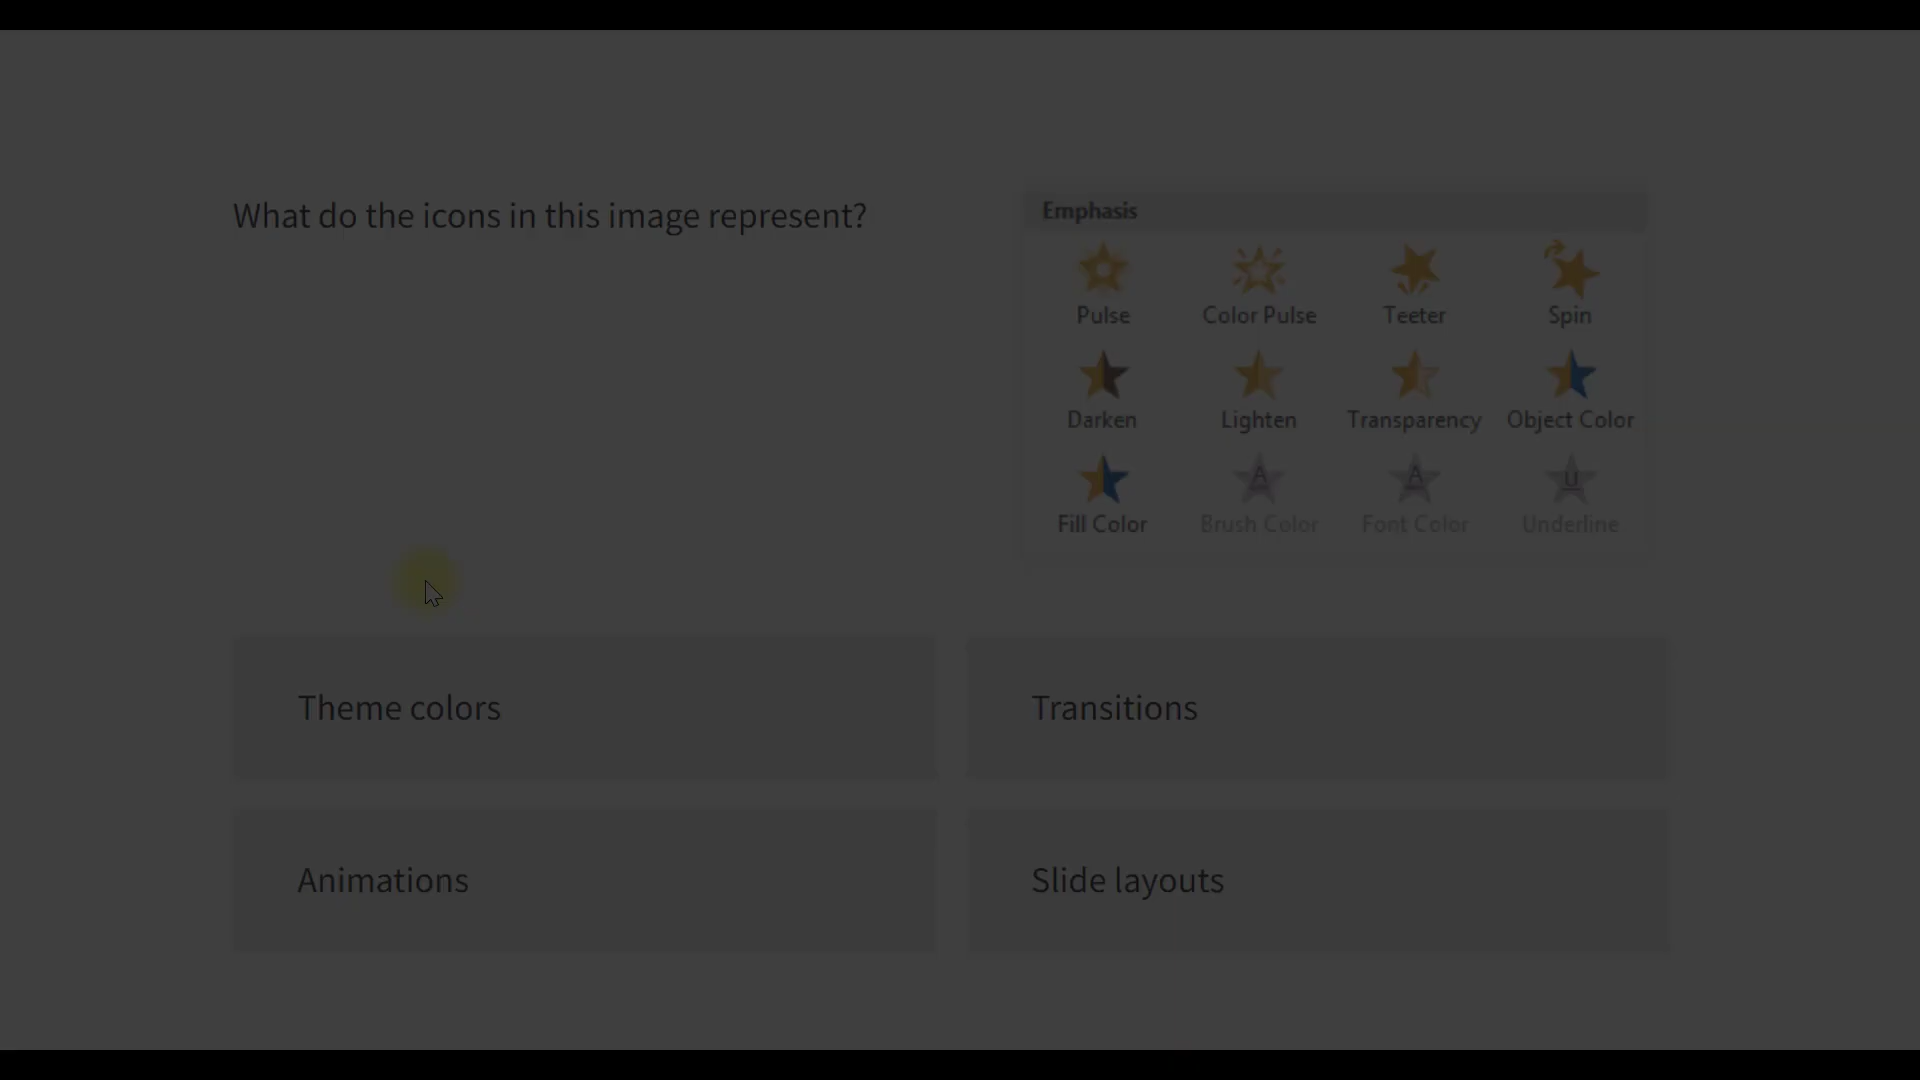 What do the icons in this image represent?
Emphasis
Pulse Color Pulse Teeter Spin
Darken Lighten Transparency Object Color
A A U
Fill Color Brush Color Font Color Underline
Theme colors
Transitions
Animations
Slide layouts